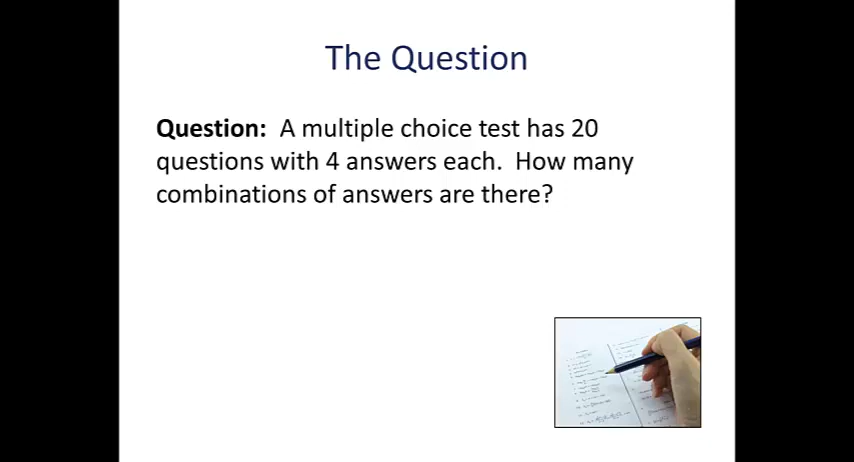 The Question
Question: A multiple choice test has 20
questions with 4 answers each. How many
combinations of answers are there?